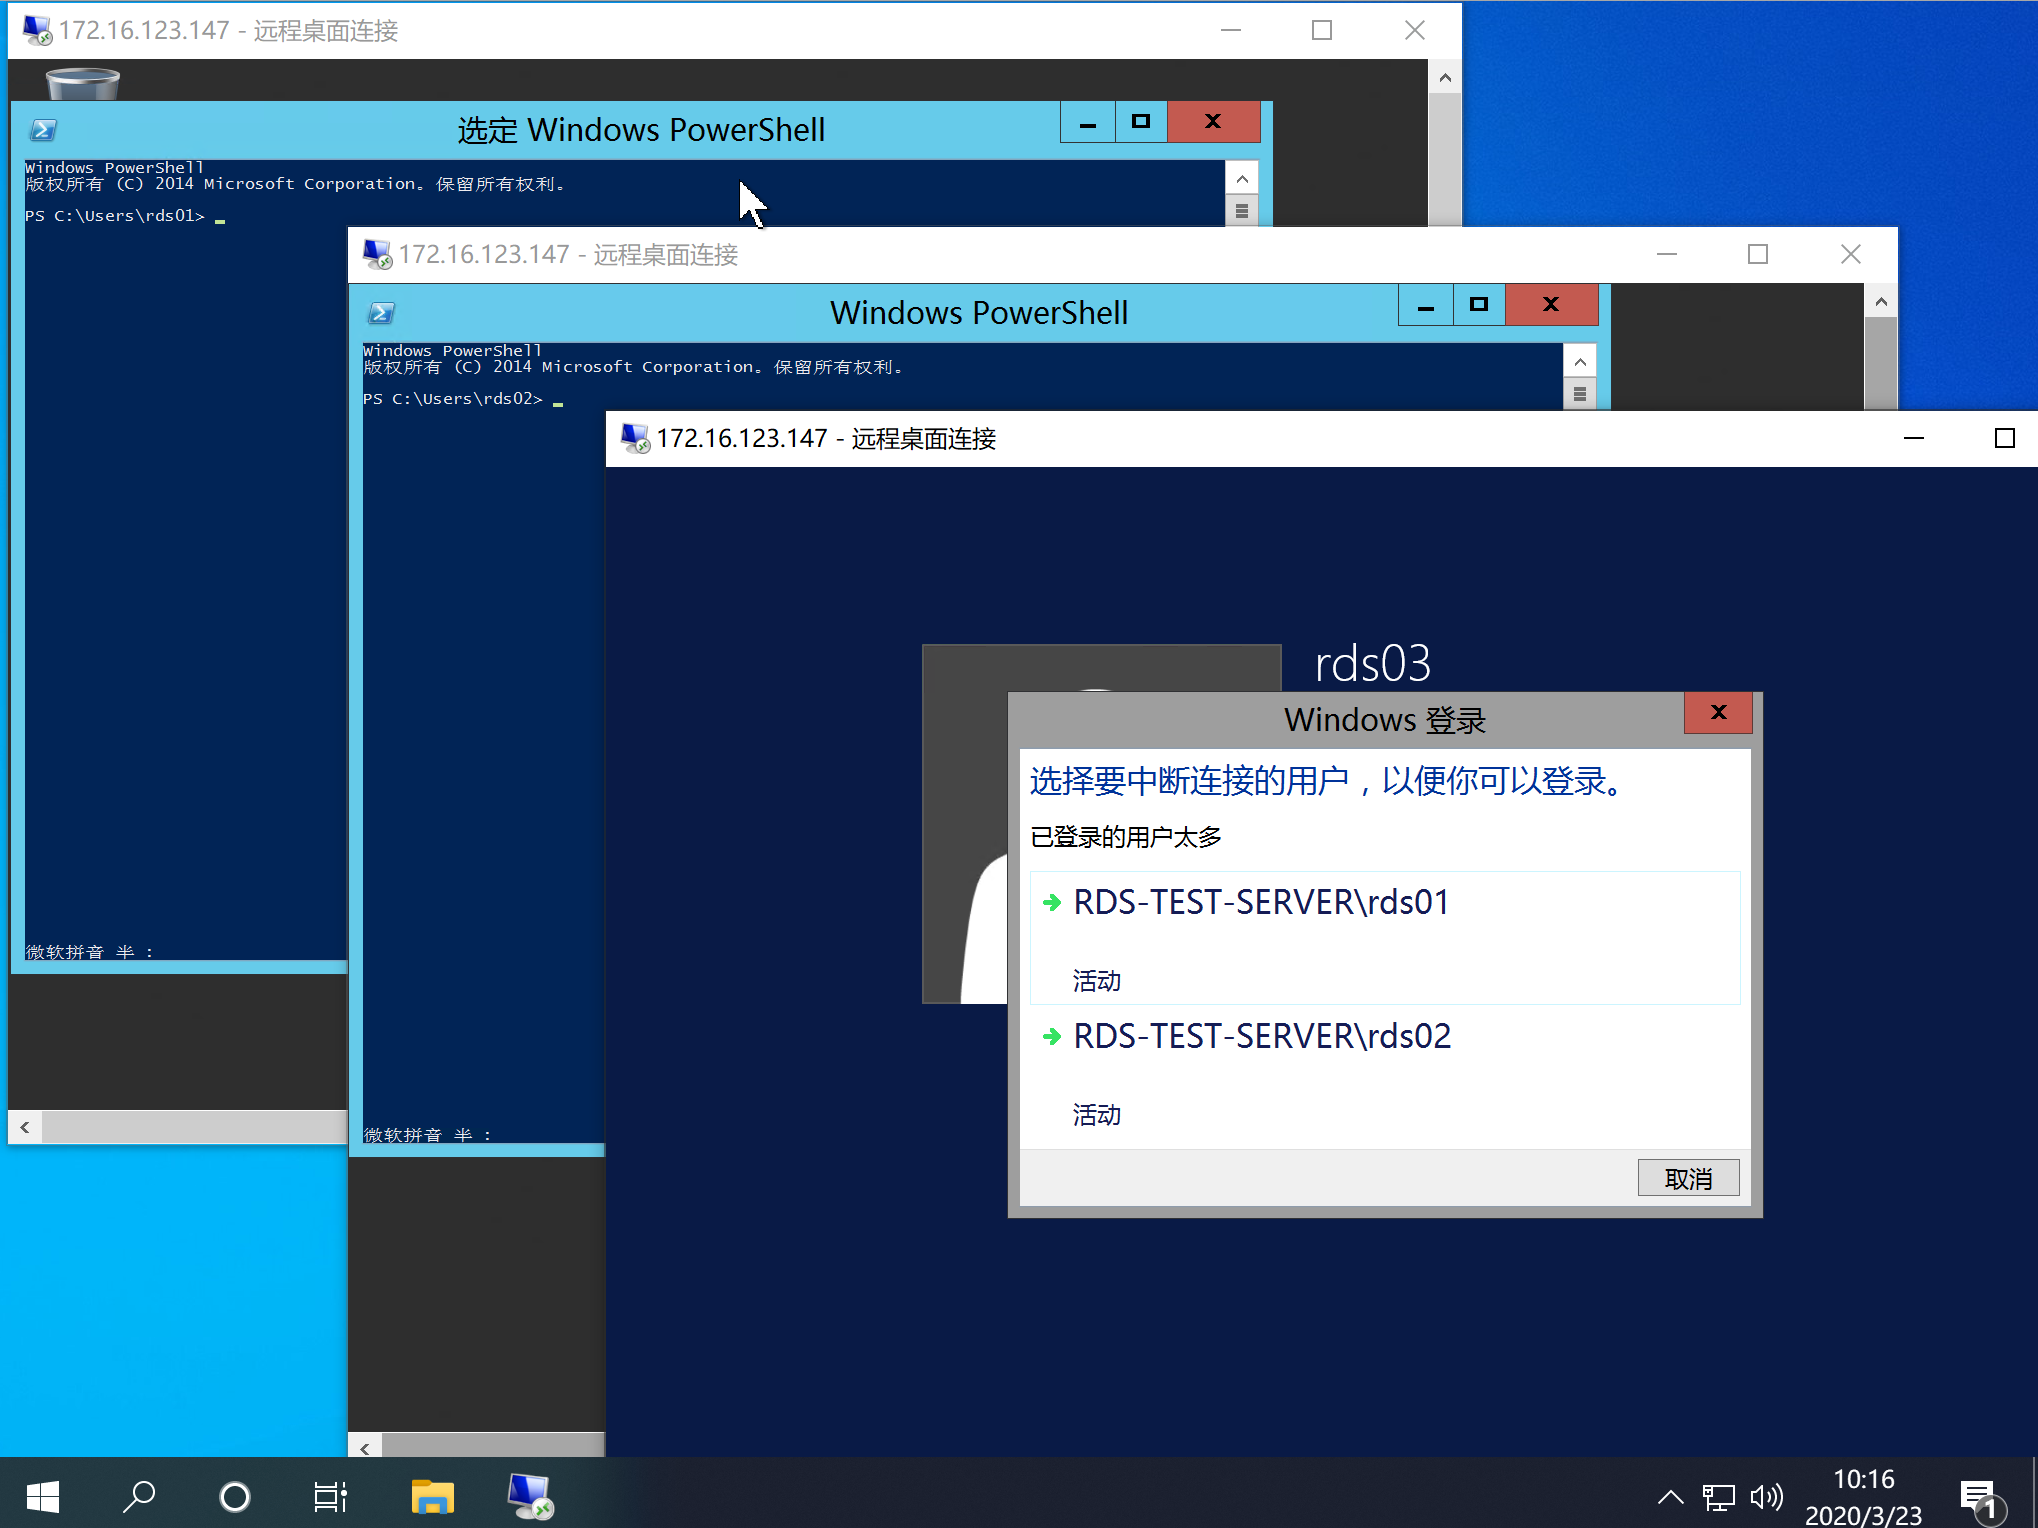 172.16.123.147 - 远程桌面连接
选定 Windows PowerShell
Windows PowerShell
版权所有 (C) 2014 Microsoft Corporation。保留所有权利。
PS C:\Users\rds01>
微软拼音 半 :
172.16.123.147 - 远程桌面连接
Windows PowerShell
Windows PowerShell
版权所有 (C) 2014 Microsoft Corporation。保留所有权利。
PS C:\Users\rds02>
微软拼音 半 :
172.16.123.147 - 远程桌面连接
rds03
Windows 登录
选择要中断连接的用户，以便你可以登录。
已登录的用户太多
RDS-TEST-SERVER\rds01
活动
RDS-TEST-SERVER\rds02
活动
取消
10:16
2020/3/23
1